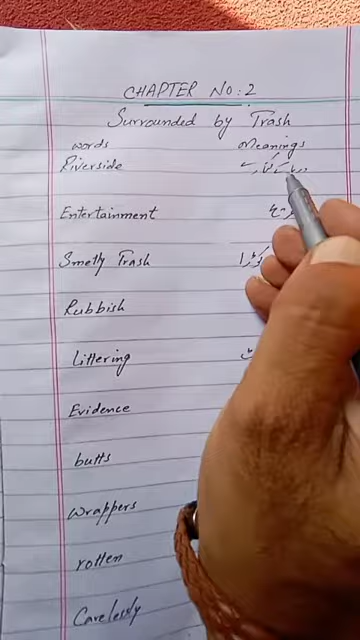 CHAPTER NO: 2
Surrounded by Trash
words Meanings
Riverside
Entertainment
Smelly Trash
Rubbish
Littering
Evidence
butts
wrappers
rotten
Carelessly